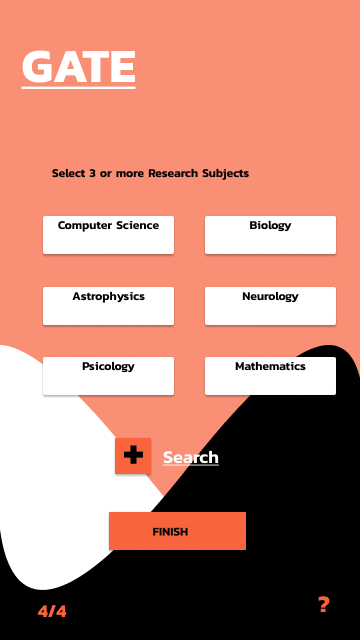 GATE
Select 3 or more Research Subjects
Computer Science
Biology
Astrophysics
Neurology
Psicology
Mathematics
Search
FINISH
4/4
?